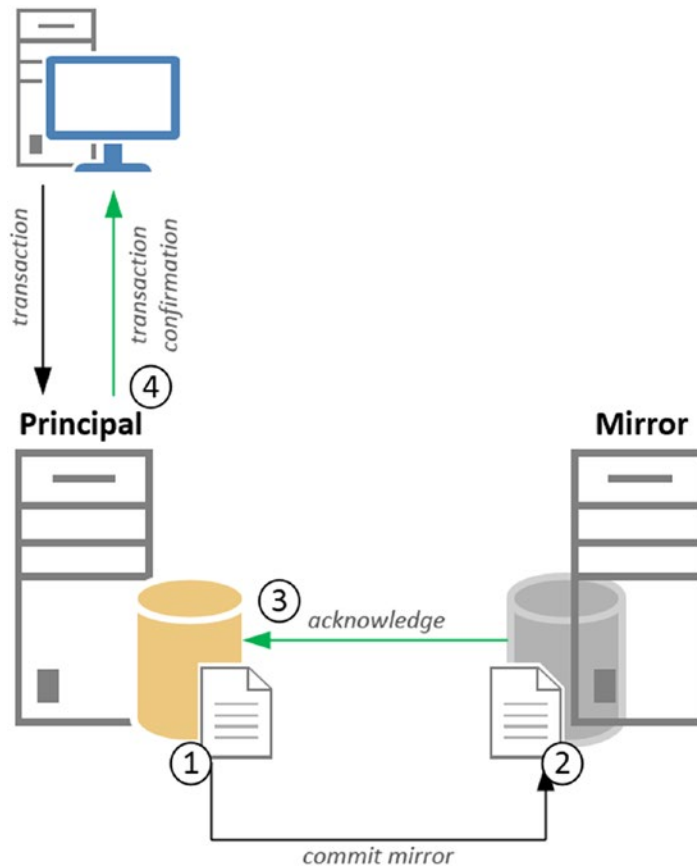 transaction
transaction
confirmation
4
Principal
Mirror
3
acknowledge
1
2
commit mirror